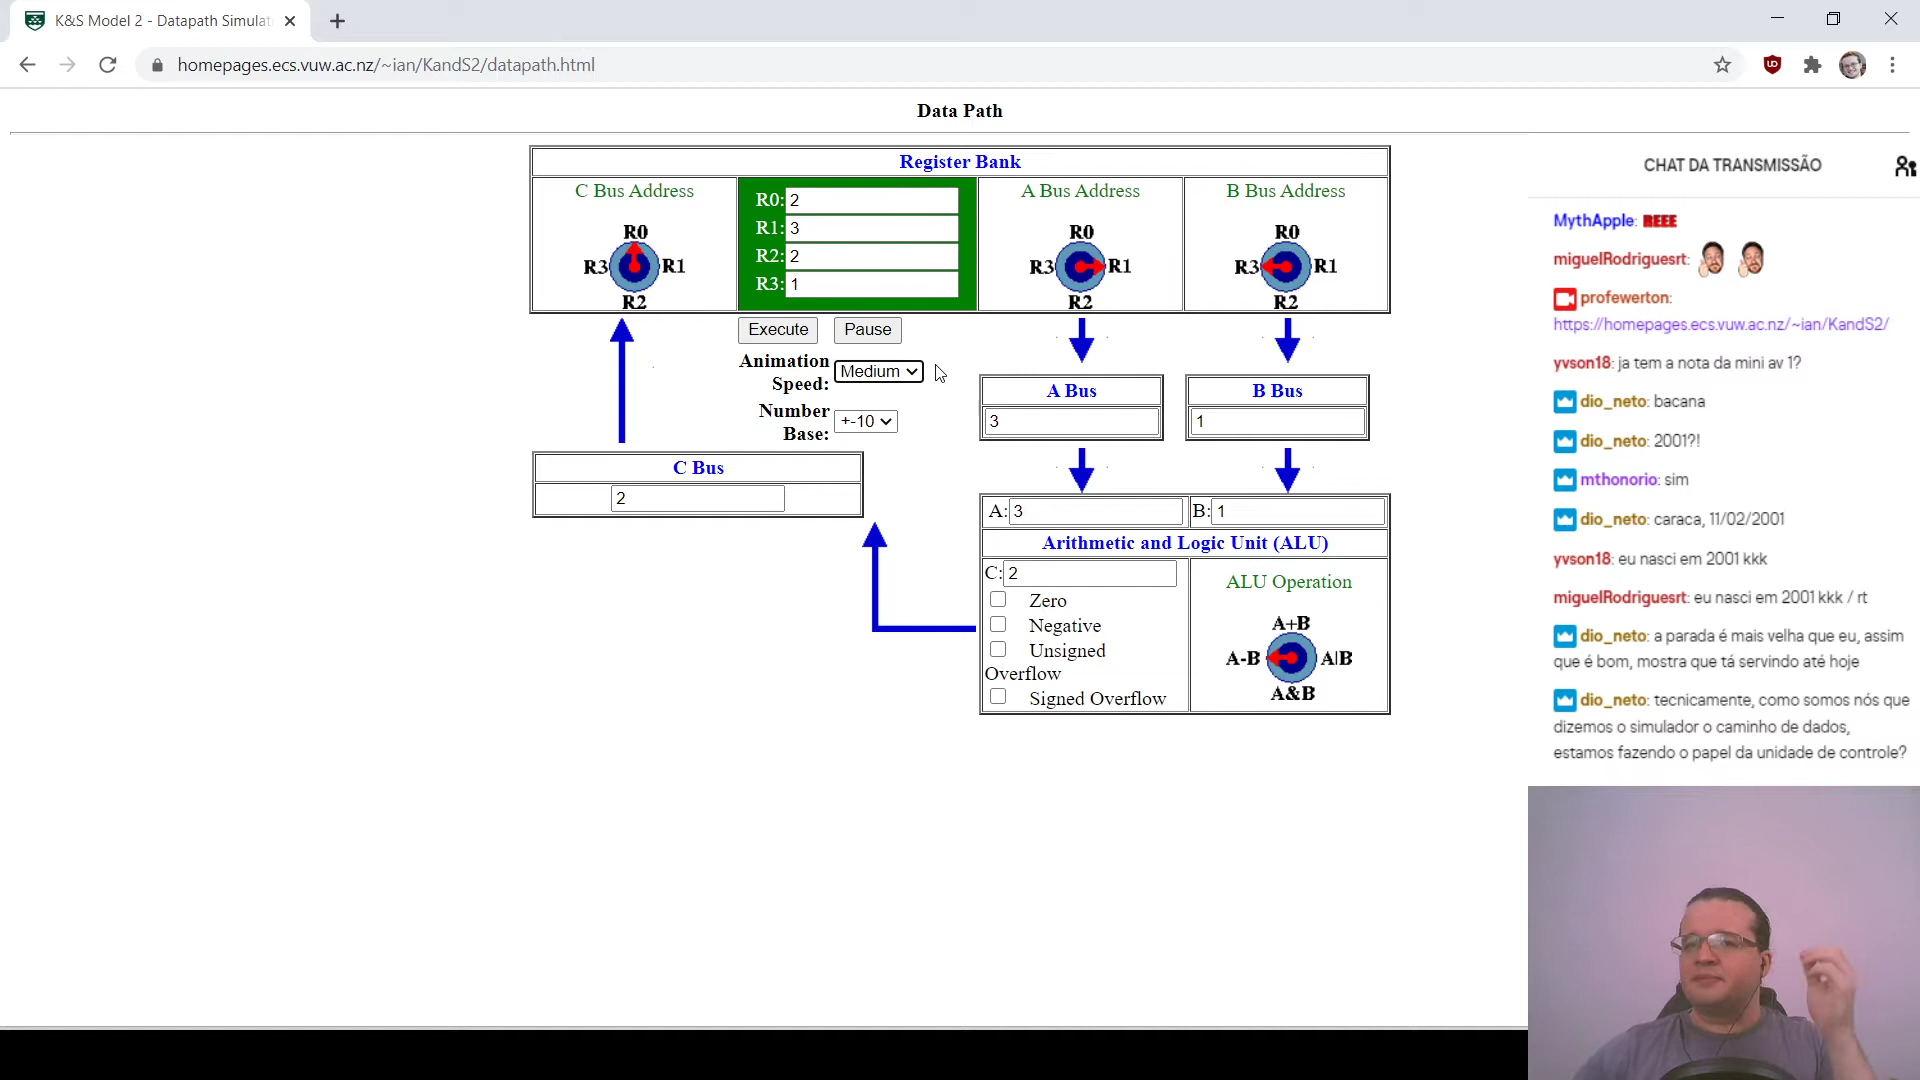 K&S Model 2 - Datapath Simulat
homepages.ecs.vuw.ac.nz/~ian/KandS2/datapath.html
Data Path
Register Bank
C Bus Address
R0
R3
R1
R2
R0: 2
R1: 3
R2: 2
R3: 1
A Bus Address
R0
R3
R1
R2
B Bus Address
R0
R3
R1
R2
Execute
Pause
Animation
Speed:
Medium
Number
Base:
+-10
A Bus
3
B Bus
1
C Bus
2
A: 3
B: 1
Arithmetic and Logic Unit (ALU)
C: 2
Zero
Negative
Unsigned
Overflow
Signed Overflow
ALU Operation
A+B
A-B
A|B
A&B
CHAT DA TRANSMISSÃO
MythApple: REEE
miguelRodriguesrt:
profewerton:
https://homepages.ecs.vuw.ac.nz/~ian/KandS2/
yvson18: ja tem a nota da mini av 1?
dio_neto: bacana
dio_neto: 2001?!
mthonorio: sim
dio_neto: caraca, 11/02/2001
yvson18: eu nasci em 2001 kkk
miguelRodriguesrt: eu nasci em 2001 kkk / rt
dio_neto: a parada é mais velha que eu, assim
que é bom, mostra que tá servindo até hoje
dio_neto: tecnicamente, como somos nós que
dizemos o simulador o caminho de dados,
estamos fazendo o papel da unidade de controle?